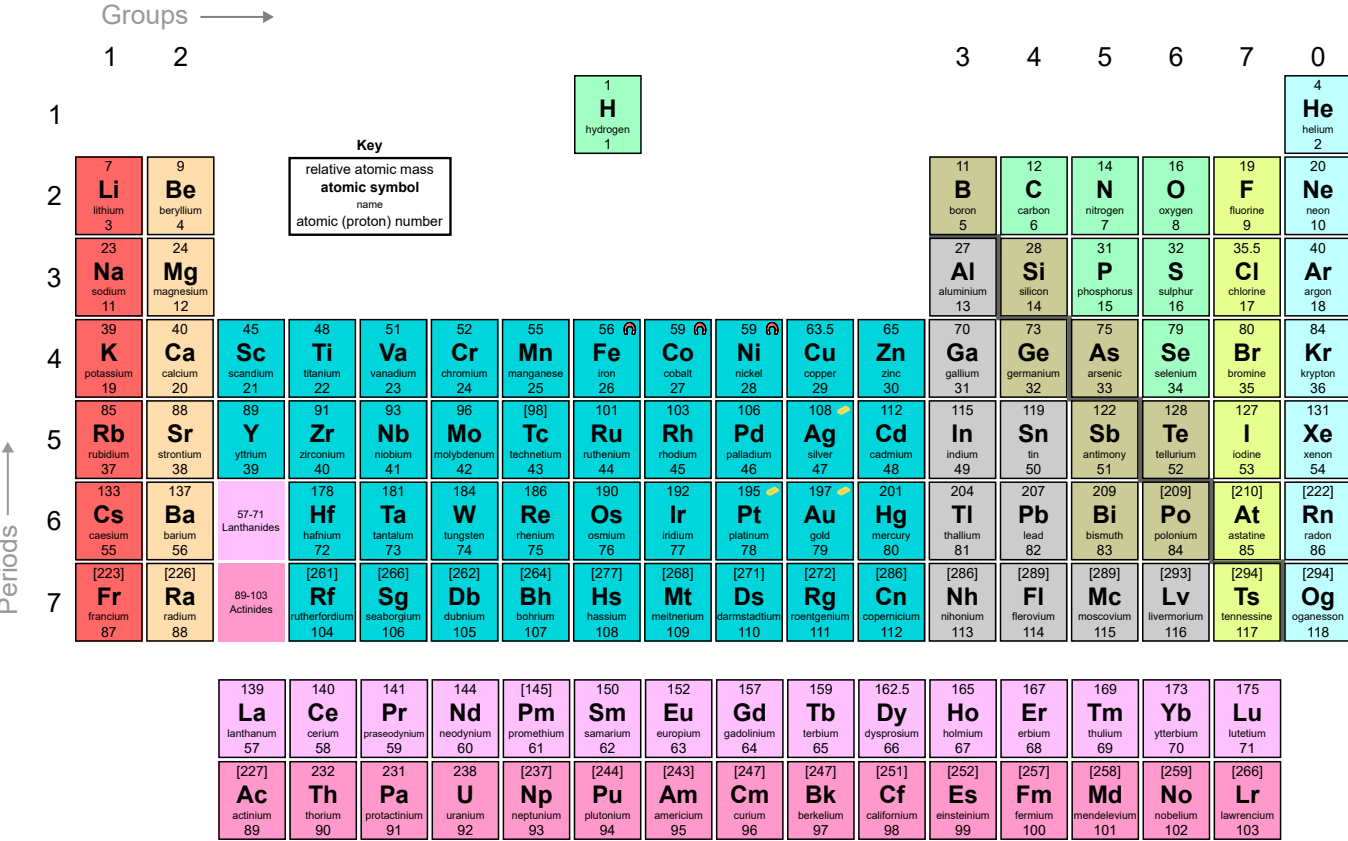 Groups
1 2 3 4 5 6 7 0
1 4
1 H He
hydrogen helium
1 2
Key
relative atomic mass
atomic symbol
name
atomic (proton) number
7 9 11 12 14 16 19 20
2 Li Be B C N O F Ne
lithium beryllium boron carbon nitrogen oxygen fluorine neon
3 4 5 6 7 8 9 10
23 24 27 28 31 32 35.5 40
3 Na Mg Al Si P S Cl Ar
sodium magnesium aluminium silicon phosphorus sulphur chlorine argon
11 12 13 14 15 16 17 18
39 40 45 48 51 52 55 56 59 59 63.5 65 70 73 75 79 80 84
4 K Ca Sc Ti Va Cr Mn Fe Co Ni Cu Zn Ga Ge As Se Br Kr
potassium calcium scandium titanium vanadium chromium manganese iron cobalt nickel copper zinc gallium germanium arsenic selenium bromine krypton
19 20 21 22 23 24 25 26 27 28 29 30 31 32 33 34 35 36
85 88 89 91 93 96 [98] 101 103 106 108 112 115 119 122 128 127 131
5 Rb Sr Y Zr Nb Mo Tc Ru Rh Pd Ag Cd In Sn Sb Te I Xe
rubidium strontium yttrium zirconium niobium molybdenum technetium ruthenium rhodium palladium silver cadmium indium tin antimony tellurium iodine xenon
37 38 39 40 41 42 43 44 45 46 47 48 49 50 51 52 53 54
133 137 178 181 184 186 190 192 195 197 201 204 207 209 [209] [210] [222]
6 Cs Ba 57-71 Lanthanides Hf Ta W Re Os Ir Pt Au Hg Tl Pb Bi Po At Rn
caesium barium hafnium tantalum tungsten rhenium osmium iridium platinum gold mercury thallium lead bismuth polonium astatine radon
55 56 72 73 74 75 76 77 78 79 80 81 82 83 84 85 86
[223] [226] [261] [266] [262] [264] [277] [268] [271] [272] [286] [286] [289] [289] [293] [294] [294]
7 Fr Ra 89-103 Actinides Rf Sg Db Bh Hs Mt Ds Rg Cn Nh Fl Mc Lv Ts Og
francium radium rutherfordium seaborgium dubnium bohrium hassium meitnerium darmstadtium roentgenium copernicium nihonium flerovium moscovium livermorium tennessine oganesson
87 88 104 106 105 107 108 109 110 111 112 113 114 115 116 117 118
Periods
139 140 141 144 [145] 150 152 157 159 162.5 165 167 169 173 175
La Ce Pr Nd Pm Sm Eu Gd Tb Dy Ho Er Tm Yb Lu
lanthanum cerium praseodynium neodynium promethium samarium europium gadolinium terbium dysprosium holmium erbium thulium ytterbium lutetium
57 58 59 60 61 62 63 64 65 66 67 68 69 70 71
[227] 232 231 238 [237] [244] [243] [247] [247] [251] [252] [257] [258] [259] [266]
Ac Th Pa U Np Pu Am Cm Bk Cf Es Fm Md No Lr
actinium thorium protactinium uranium neptunium plutonium americium curium berkelium californium einsteinium fermium mendelevium nobelium lawrencium
89 90 91 92 93 94 95 96 97 98 99 100 101 102 103